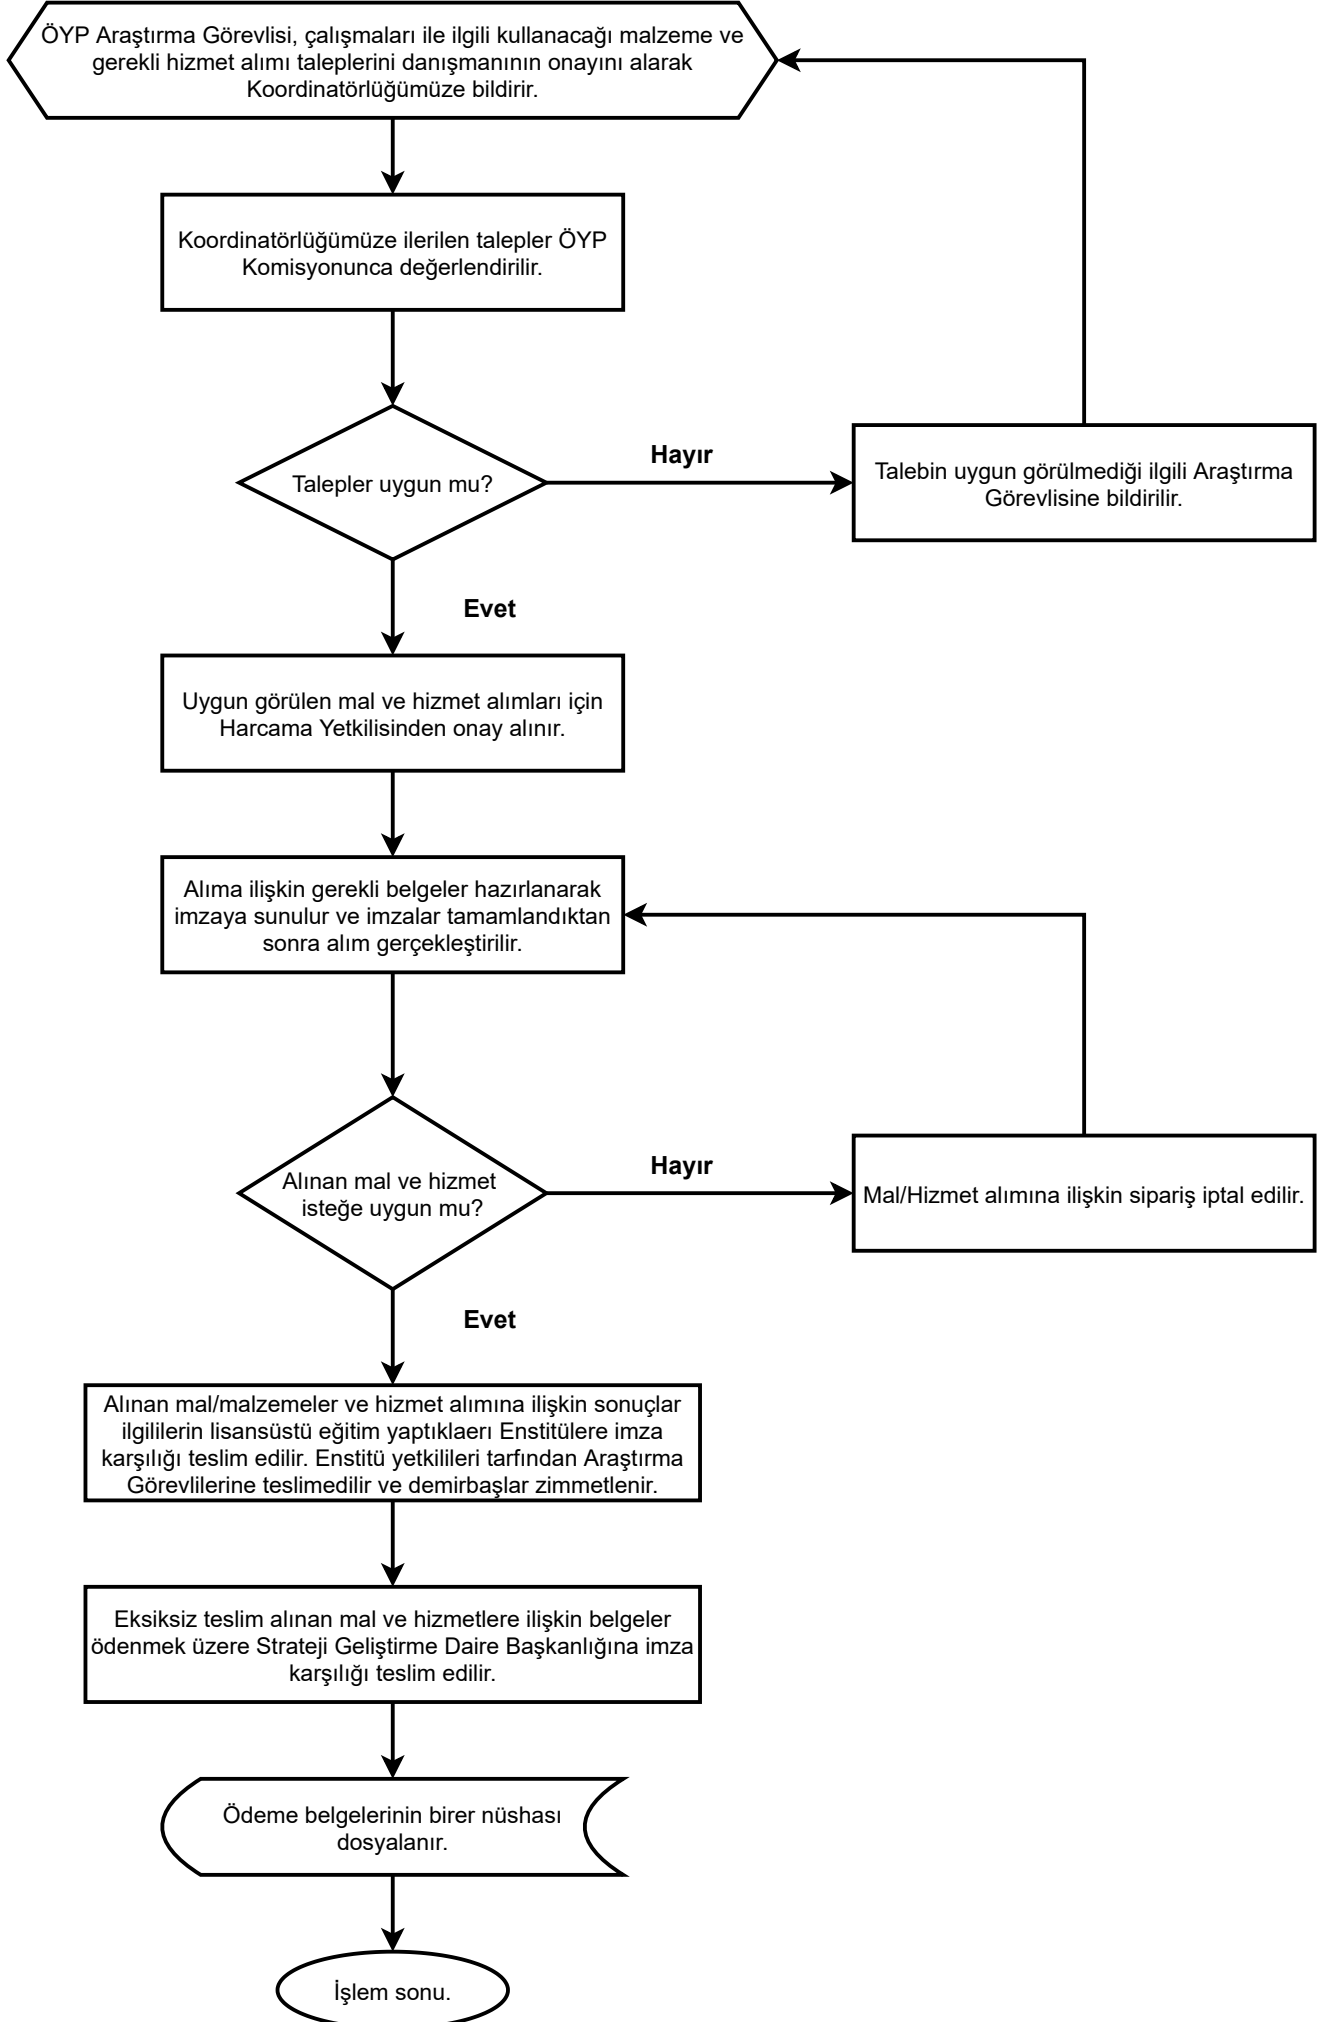 ÖYP Araştırma Görevlisi, çalışmaları ile ilgili kullanacağı malzeme ve
gerekli hizmet alımı taleplerini danışmanının onayını alarak
Koordinatörlüğümüze bildirir.
Koordinatörlüğümüze ilerilen talepler ÖYP
Komisyonunca değerlendirilir.
Talepler uygun mu?
Hayır
Talebin uygun görülmediği ilgili Araştırma
Görevlisine bildirilir.
Evet
Uygun görülen mal ve hizmet alımları için
Harcama Yetkilisinden onay alınır.
Alıma ilişkin gerekli belgeler hazırlanarak
imzaya sunulur ve imzalar tamamlandıktan
sonra alım gerçekleştirilir.
Alınan mal ve hizmet
isteğe uygun mu?
Hayır
Mal/Hizmet alımına ilişkin sipariş iptal edilir.
Evet
Alınan mal/malzemeler ve hizmet alımına ilişkin sonuçlar
ilgililerin lisansüstü eğitim yaptıklaerı Enstitülere imza
karşılığı teslim edilir. Enstitü yetkilileri tarfından Araştırma
Görevlilerine teslimedilir ve demirbaşlar zimmetlenir.
Eksiksiz teslim alınan mal ve hizmetlere ilişkin belgeler
ödenmek üzere Strateji Geliştirme Daire Başkanlığına imza
karşılığı teslim edilir.
Ödeme belgelerinin birer nüshası
dosyalanır.
İşlem sonu.